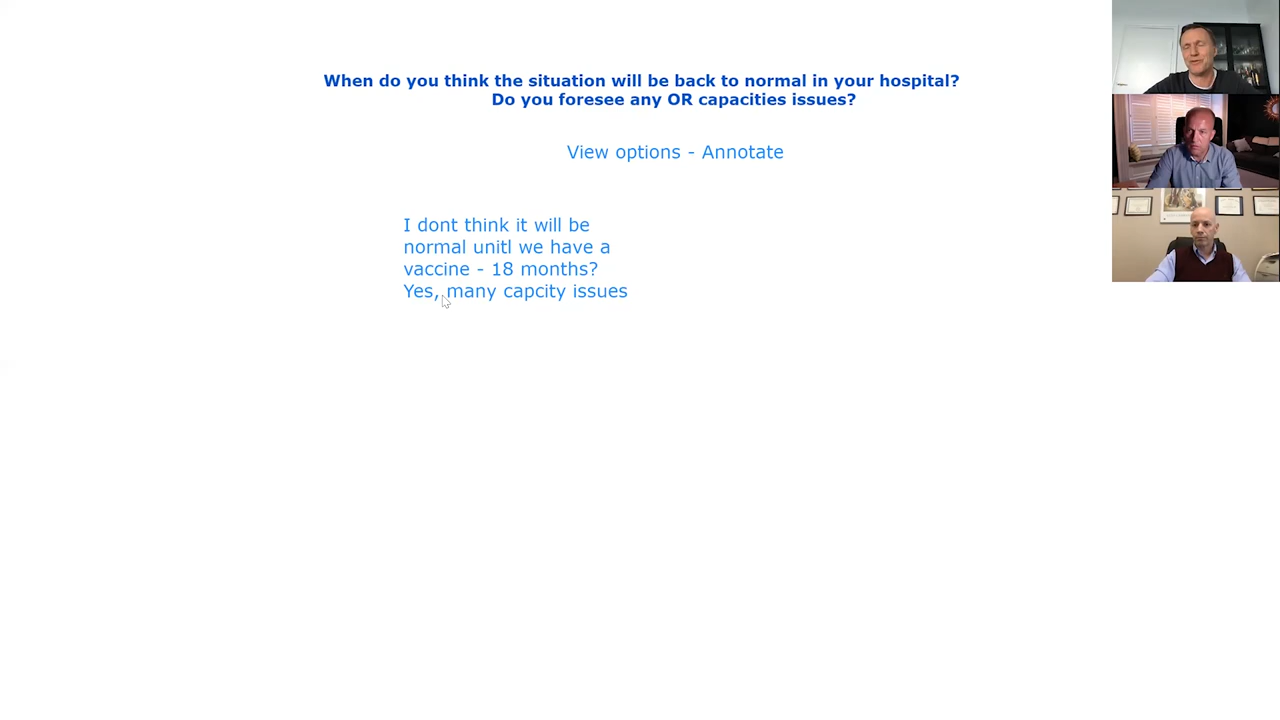 When do you think the situation will be back to normal in your hospital?
Do you foresee any OR capacities issues?
View options - Annotate
I dont think it will be
normal unitl we have a
vaccine - 18 months?
Yes, many capcity issues